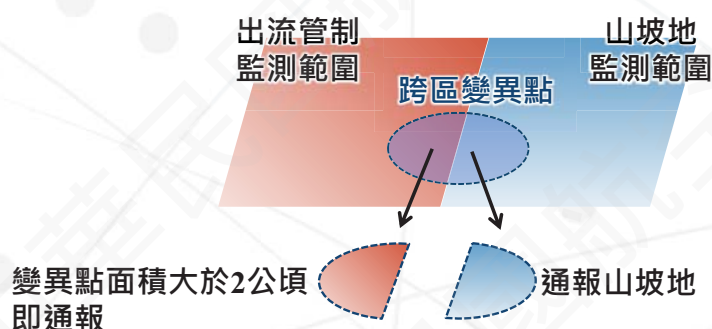 出流管制
監測範圍
山坡地
監測範圍
跨區變異點
變異點面積大於2公頃
即通報
通報山坡地